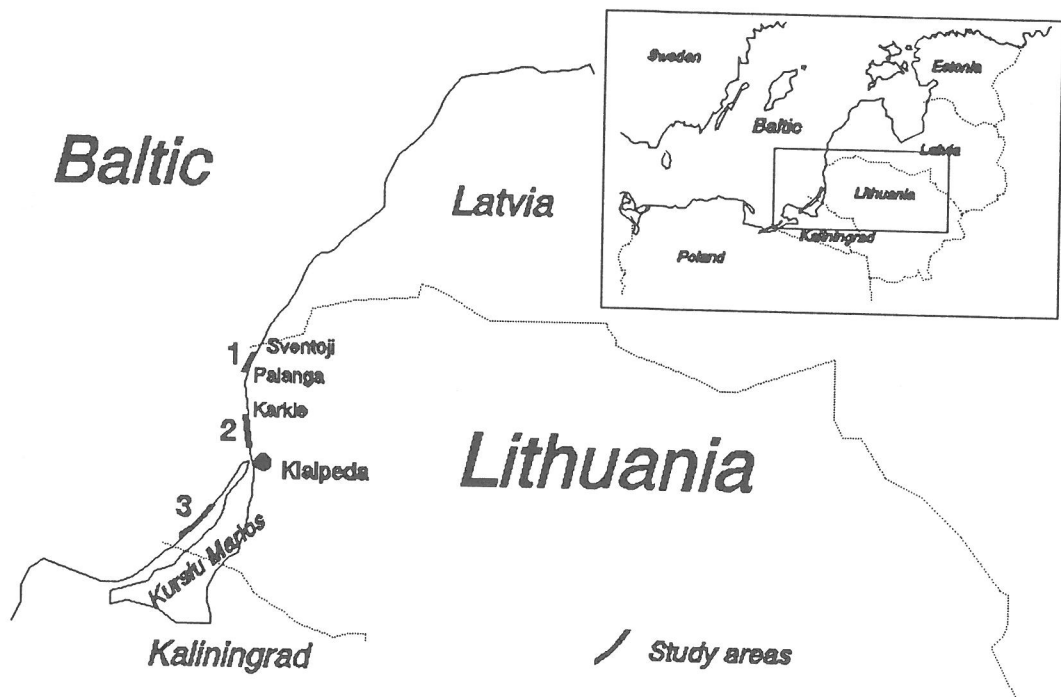 Baltic
Latvia
1
Sventoji
Palanga
Karkle
2
Klaipeda
Lithuania
3
Kursiu Marios
Kaliningrad
Study areas
Sweden
Estonia
Baltic
Latvia
Lithuania
Kaliningrad
Poland